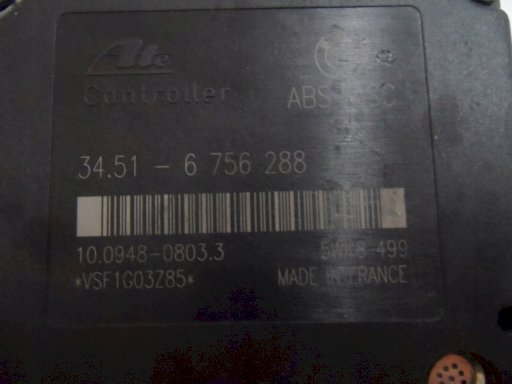 Ate
Controller
ABS
34.51 - 6 756 288
10.0948-0803.3
*VSF1G03Z85*
MADE IN FRANCE